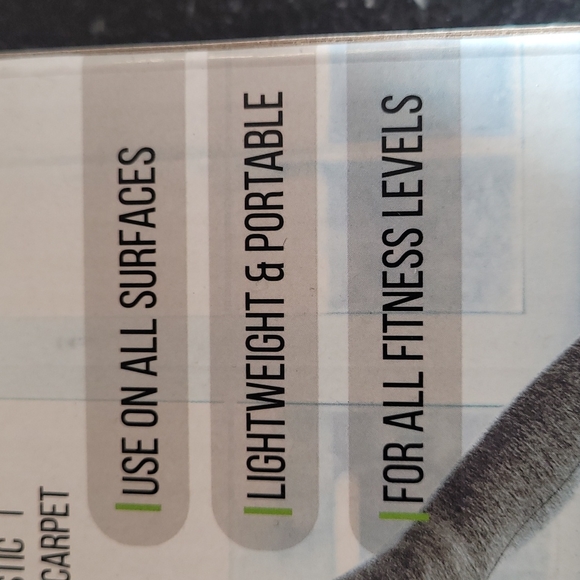 CARPET
USE ON ALL SURFACES
LIGHTWEIGHT & PORTABLE
FOR ALL FITNESS LEVELS